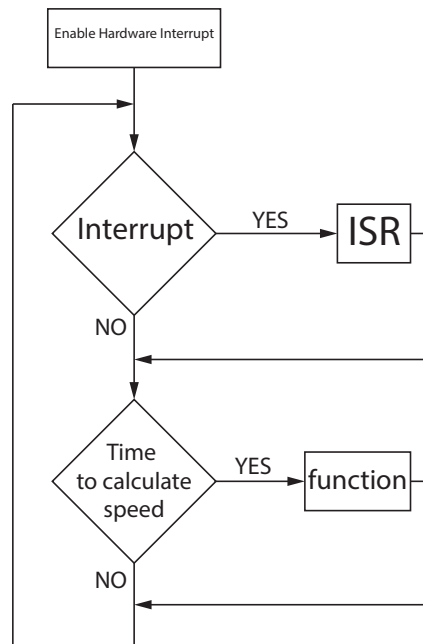 Enable Hardware Interrupt
Interrupt
YES
ISR
NO
Time
to calculate
speed
YES
function
NO